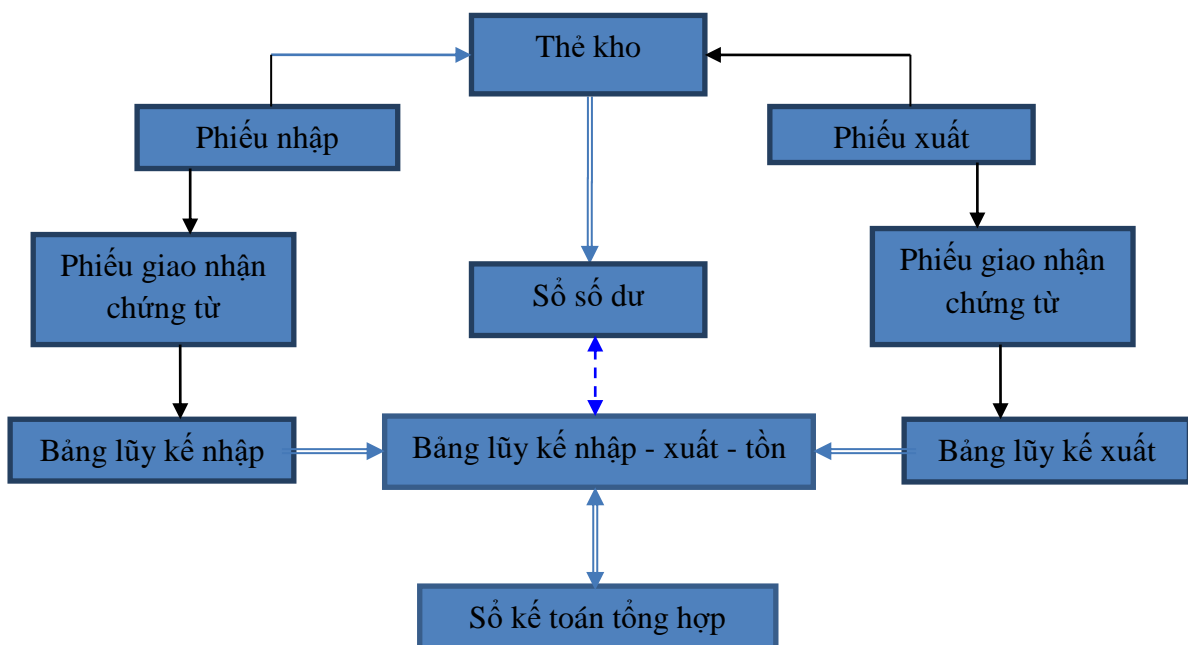 Thẻ kho
Phiếu nhập
Phiếu xuất
Phiếu giao nhận
chứng từ
Sổ số dư
Phiếu giao nhận
chứng từ
Bảng lũy kế nhập
Bảng lũy kế nhập - xuất - tồn
Bảng lũy kế xuất
Sổ kế toán tổng hợp